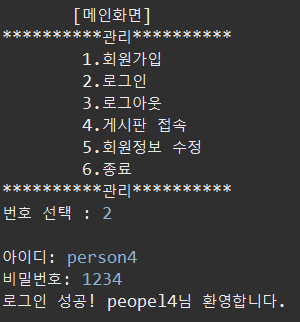 [메인화면]
**********관리**********
1.회원가입
2.로그인
3.로그아웃
4.게시판 접속
5.회원정보 수정
6.종료
**********관리**********
번호 선택 : 2
아이디: person4
비밀번호: 1234
로그인 성공! peopel4님 환영합니다.